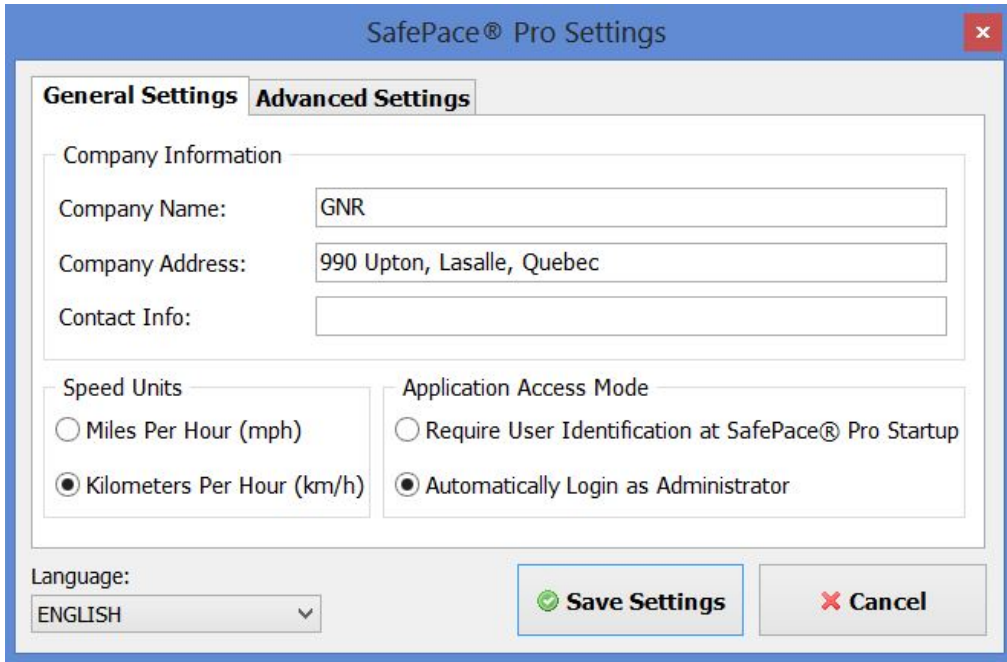 SafePace® Pro Settings
General Settings Advanced Settings
Company Information
Company Name: GNR
Company Address: 990 Upton, Lasalle, Quebec
Contact Info:
Speed Units
Miles Per Hour (mph)
Kilometers Per Hour (km/h)
Application Access Mode
Require User Identification at SafePace® Pro Startup
Automatically Login as Administrator
Language:
ENGLISH
Save Settings
Cancel